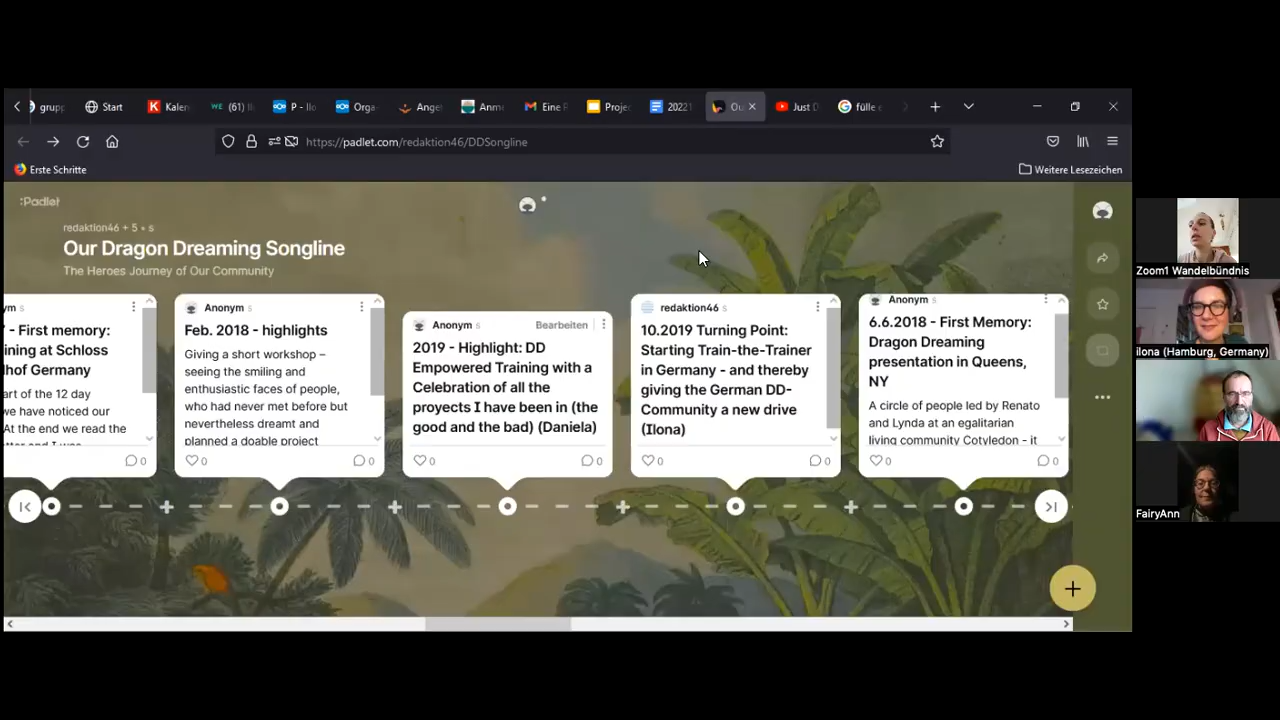 grup
Start
Kalen
(61) I
P - Ilo
Orga
Ange
Anme
Eine R
Proje
20221
Ou
Just D
fülle e
https://padlet.com/redaktion46/DDSongline
Erste Schritte
Weitere Lesezeichen
:Padlet
redaktion46 + 5 • s
Our Dragon Dreaming Songline
The Heroes Journey of Our Community
ym s
- First memory:
ining at Schloss
hof Germany
art of the 12 day
we have noticed our
At the end we read the
0
Anonym s
Feb. 2018 - highlights
Giving a short workshop –
seeing the smiling and
enthusiastic faces of people,
who had never met before but
nevertheless dreamt and
planned a doable project
0
0
Anonym s
Bearbeiten
2019 - Highlight: DD
Empowered Training with a
Celebration of all the
proyects I have been in (the
good and the bad) (Daniela)
0
0
redaktion46 s
10.2019 Turning Point:
Starting Train-the-Trainer
in Germany - and thereby
giving the German DD-
Community a new drive
(Ilona)
0
0
Anonym s
6.6.2018 - First Memory:
Dragon Dreaming
presentation in Queens,
NY
A circle of people led by Renato
and Lynda at an egalitarian
living community Cotyledon - it
0
0
Zoom1 Wandelbündnis
ilona (Hamburg, Germany)
FairyAnn